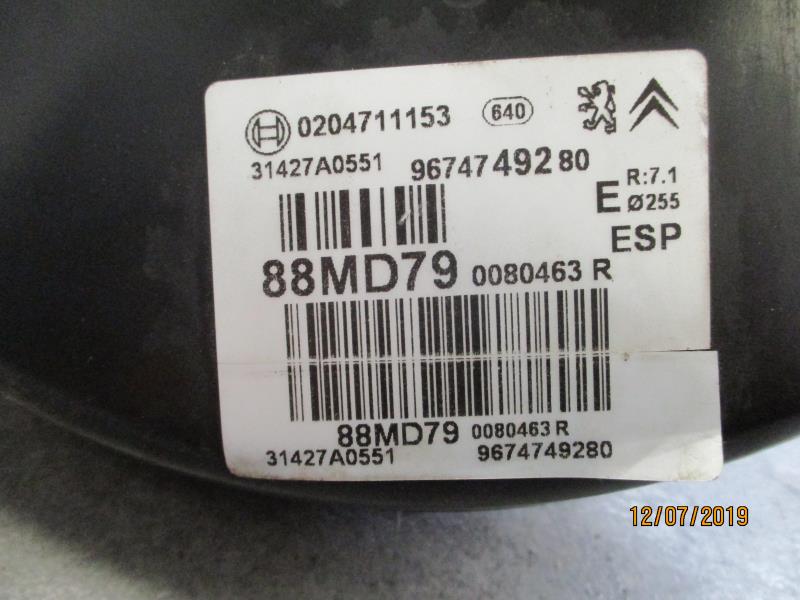 0204711153 640
31427A0551 9674749280
E R:7.1
Ø255
ESP
88MD79 0080463 R
88MD79 0080463 R
31427A0551 9674749280
12/07/2019